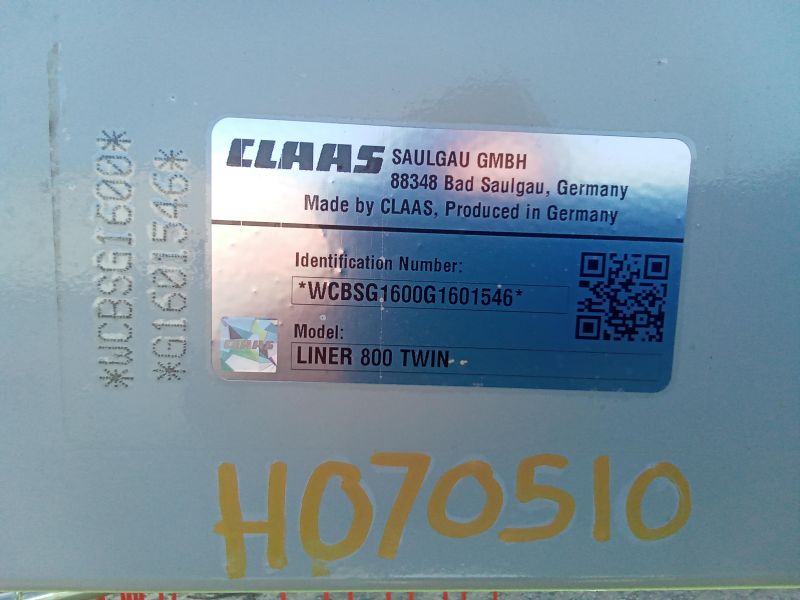 *WCBSG1600*
*G1601546*
CLAAS SAULGAU GMBH
88348 Bad Saulgau, Germany
Made by CLAAS, Produced in Germany
Identification Number:
*WCBSG1600G1601546*
Model:
LINER 800 TWIN
CLAAS
H070510